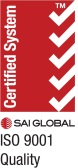 Certified System
TM
SAI GLOBAL
ISO 9001
Quality